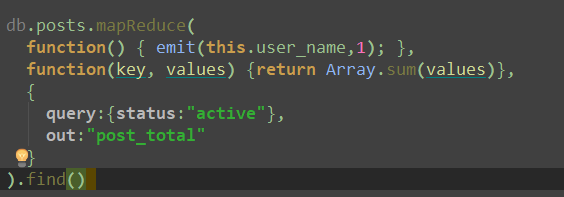 db.posts.mapReduce(
function() { emit(this.user_name,1); },
function(key, values) {return Array.sum(values)},
{
query:{status:"active"},
out:"post_total"
}
).find()